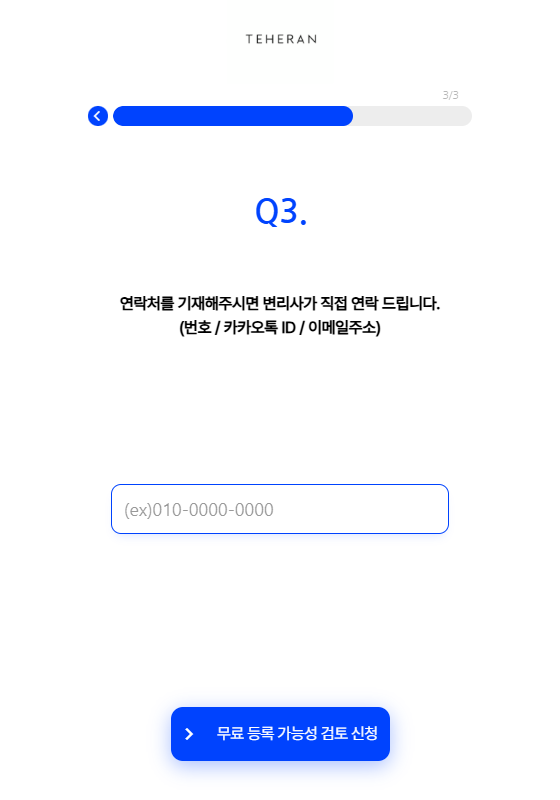 TEHERAN
3/3
Q3.
연락처를 기재해주시면 변리사가 직접 연락 드립니다.
(번호 / 카카오톡 ID / 이메일주소)
(ex)010-0000-0000
무료 등록 가능성 검토 신청